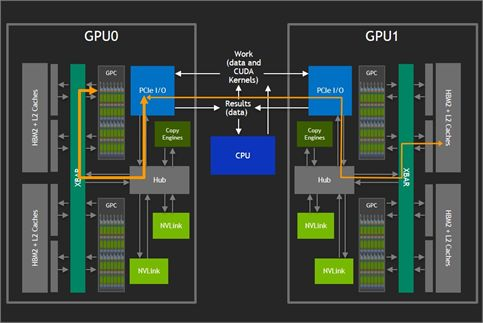 GPU0
GPU1
Work
(data and
CUDA
Kernels)
Results
(data)
CPU
HBM2 + L2 Caches
HBM2 + L2 Caches
XBAR
GPC
GPC
PCIe I/O
Copy
Engines
Hub
NVLink
NVLink
PCIe I/O
Copy
Engines
Hub
NVLink
NVLink
GPC
GPC
XBAR
HBM2 + L2 Caches
HBM2 + L2 Caches